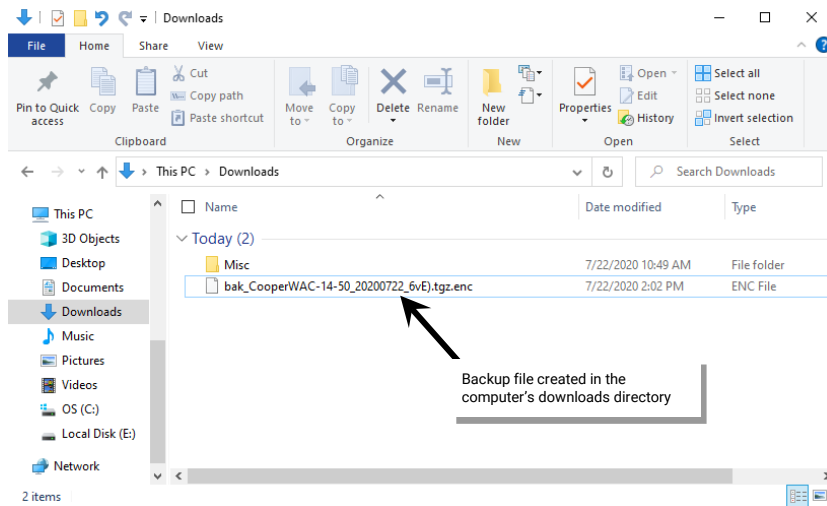 Downloads
File Home Share View
Pin to Quick access
Copy
Paste
Cut
Copy path
Paste shortcut
Clipboard
Move to
Copy to
Delete
Rename
Organize
New folder
New
Properties
Open
Edit
History
Open
Select all
Select none
Invert selection
Select
This PC > Downloads
Search Downloads
This PC
3D Objects
Desktop
Documents
Downloads
Music
Pictures
Videos
OS (C:)
Local Disk (E:)
Network
Name Date modified Type
Today (2)
Misc 7/22/2020 10:49 AM File folder
bak_CooperWAC-14-50_20200722_6vE).tgz.enc 7/22/2020 2:02 PM ENC File
Backup file created in the
computer's downloads directory
2 items